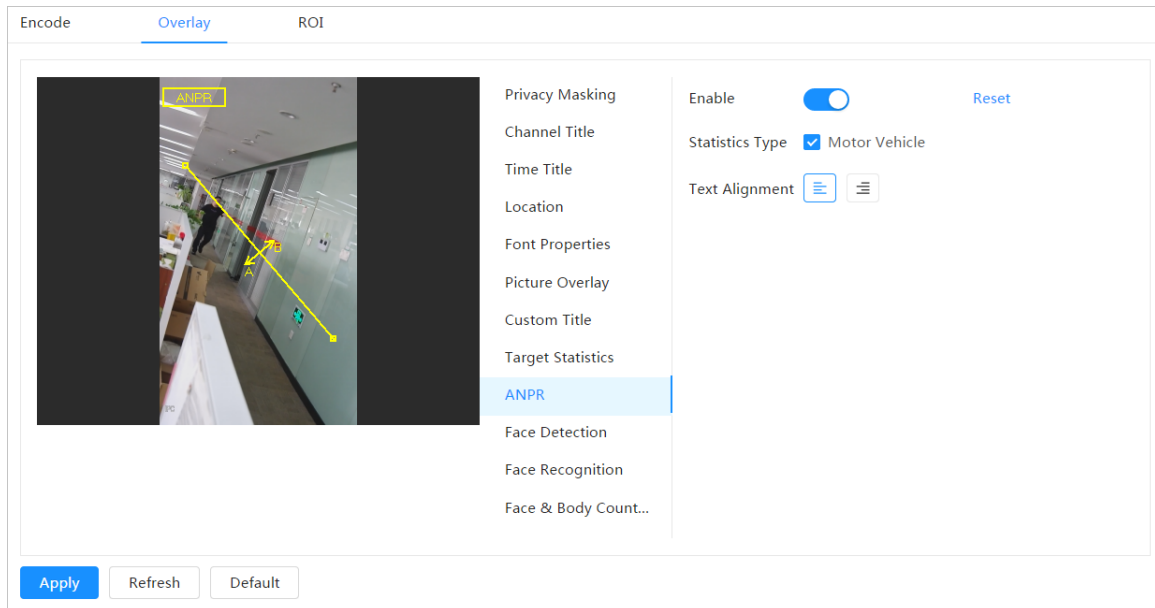 Encode Overlay ROI
ANPR
B
A
IPC
Privacy Masking
Channel Title
Time Title
Location
Font Properties
Picture Overlay
Custom Title
Target Statistics
ANPR
Face Detection
Face Recognition
Face & Body Count...
Enable Reset
Statistics Type Motor Vehicle
Text Alignment
Apply Refresh Default